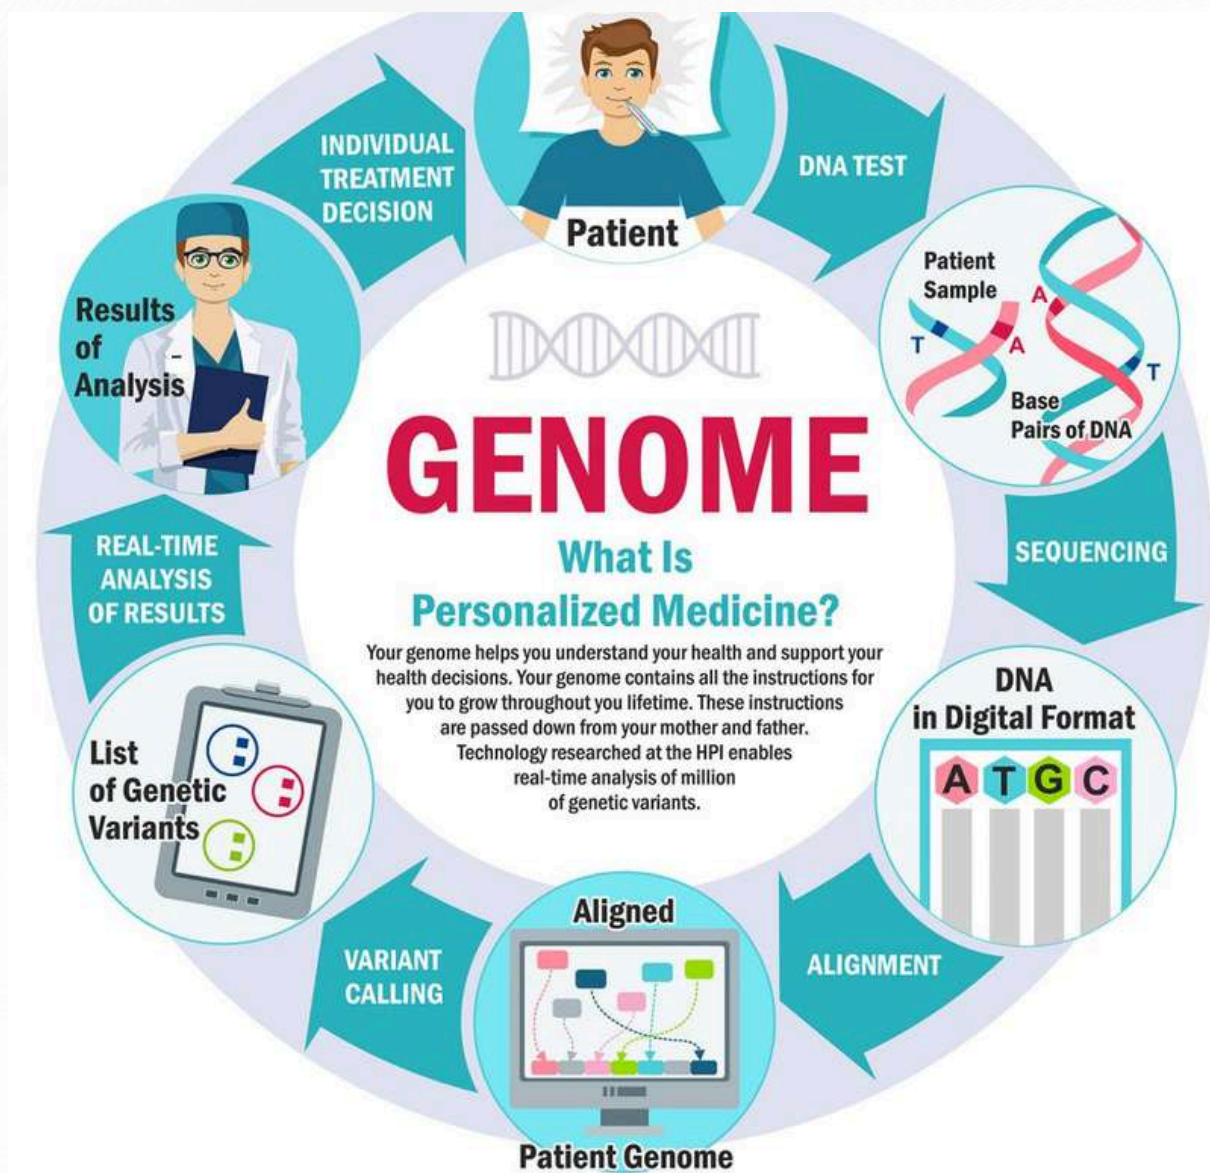 Patient
DNA TEST
Patient
Sample
A
T
A
T
Base
Pairs of DNA
SEQUENCING
DNA
in Digital Format
A T G C
ALIGNMENT
Aligned
Patient Genome
VARIANT
CALLING
List
of Genetic
Variants
REAL-TIME
ANALYSIS
OF RESULTS
Results
of
Analysis
INDIVIDUAL
TREATMENT
DECISION
GENOME
What Is
Personalized Medicine?
Your genome helps you understand your health and support your
health decisions. Your genome contains all the instructions for
you to grow throughout you lifetime. These instructions
are passed down from your mother and father.
Technology researched at the HPI enables
real-time analysis of million
of genetic variants.